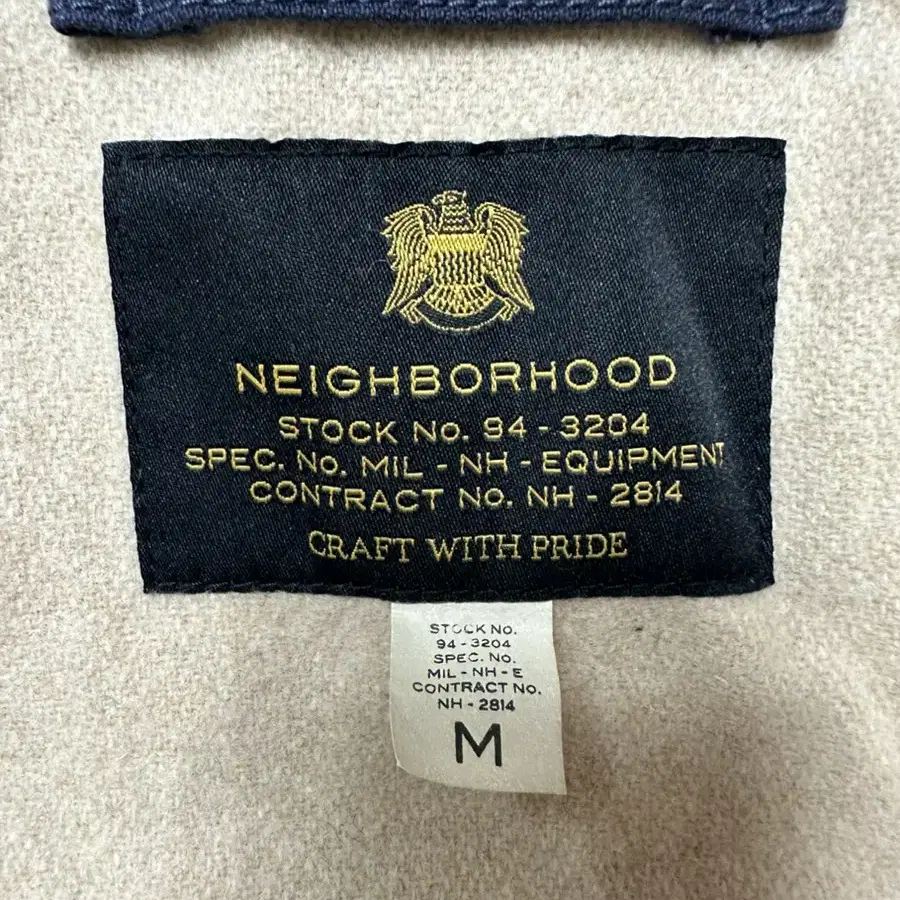 NEIGHBORHOOD
STOCK No. 94 - 3204
SPEC. No. MIL - NH - EQUIPMENT
CONTRACT No. NH - 2814
CRAFT WITH PRIDE
STOCK No.
94 - 3204
SPEC. No.
MIL - NH - E
CONTRACT No.
NH - 2814
M